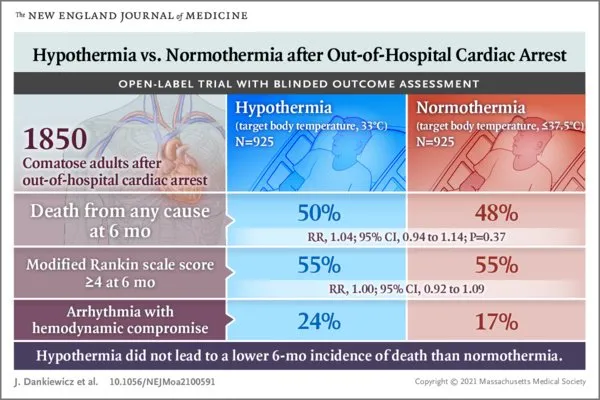 The NEW ENGLAND JOURNAL of MEDICINE
Hypothermia vs. Normothermia after Out-of-Hospital Cardiac Arrest
OPEN-LABEL TRIAL WITH BLINDED OUTCOME ASSESSMENT
1850
Comatose adults after
out-of-hospital cardiac arrest
Hypothermia
(target body temperature, 33°C)
N=925
Normothermia
(target body temperature, ≤37.5°C)
N=925
Death from any cause
at 6 mo
50%
48%
RR, 1.04; 95% CI, 0.94 to 1.14; P=0.37
Modified Rankin scale score
≥4 at 6 mo
55%
55%
RR, 1.00; 95% CI, 0.92 to 1.09
Arrhythmia with
hemodynamic compromise
24%
17%
Hypothermia did not lead to a lower 6-mo incidence of death than normothermia.
J. Dankiewicz et al. 10.1056/NEJMoa2100591
Copyright © 2021 Massachusetts Medical Society